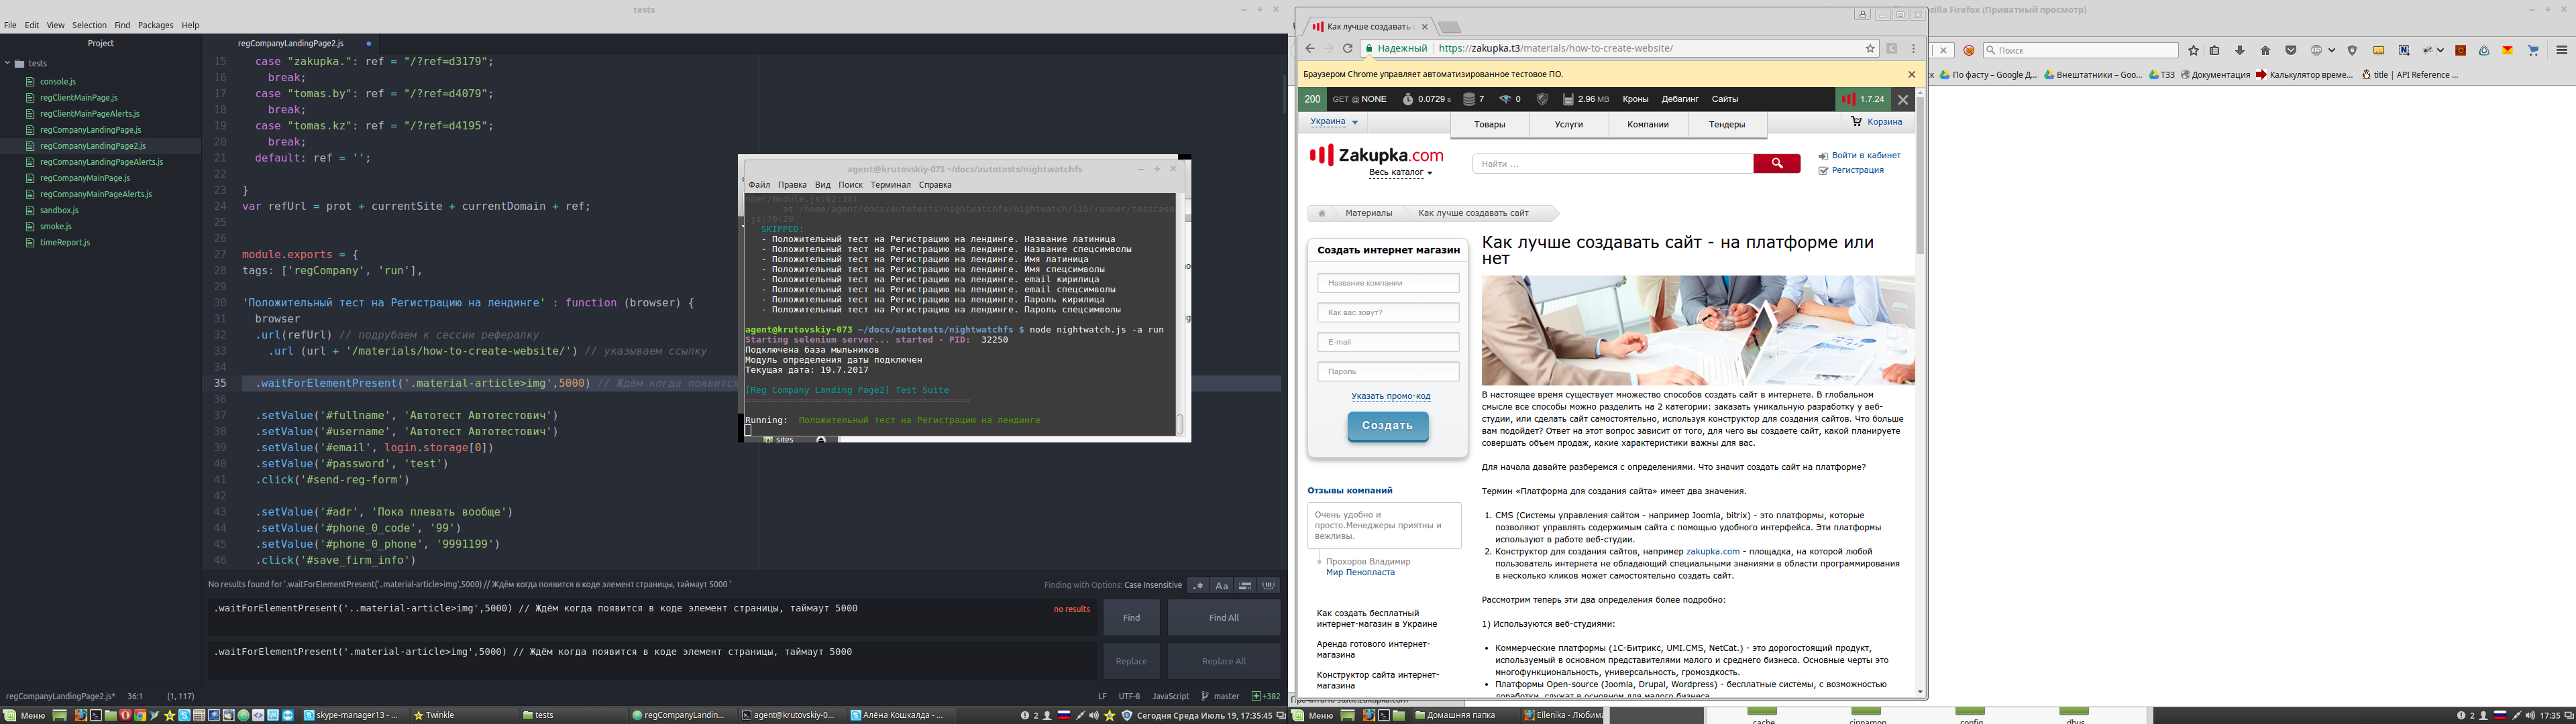 tests
File Edit View Selection Find Packages Help
Project
tests
console.js
regClientMainPage.js
regClientMainPageAlerts.js
regCompanyLandingPage.js
regCompanyLandingPage2.js
regCompanyLandingPageAlerts.js
regCompanyMainPage.js
regCompanyMainPageAlerts.js
sandbox.js
smoke.js
timeReport.js
regCompanyLandingPage2.js
15 case "zakupka.": ref = "/?ref=d3179";
16 break;
17 case "tomas.by": ref = "/?ref=d4079";
18 break;
19 case "tomas.kz": ref = "/?ref=d4195";
20 break;
21 default: ref = '';
22
23 }
24 var refUrl = prot + currentSite + currentDomain + ref;
25
26
27 module.exports = {
28 tags: ['regCompany', 'run'],
29
30 'Положительный тест на Регистрацию на лендинге' : function (browser) {
31 browser
32 .url(refUrl) // подрубаем к сессии рефералку
33 .url (url + '/materials/how-to-create-website/') // указываем ссылку
34
35 .waitForElementPresent('.material-article>img',5000) // Ждём когда появится
36
37 .setValue('#fullname', 'Автотест Автотестович')
38 .setValue('#username', 'Автотест Автотестович')
39 .setValue('#email', login.storage[0])
40 .setValue('#password', 'test')
41 .click('#send-reg-form')
42
43 .setValue('#adr', 'Пока плевать вообще')
44 .setValue('#phone_0_code', '99')
45 .setValue('#phone_0_phone', '9991199')
46 .click('#save_firm_info')
No results found for '.waitForElementPresent('..material-article>img',5000) // Ждём когда появится в коде элемент страницы, таймаут 5000 '
Finding with Options: Case Insensitive
.* Aa
.waitForElementPresent('..material-article>img',5000) // Ждём когда появится в коде элемент страницы, таймаут 5000
no results
Find
Find All
.waitForElementPresent('.material-article>img',5000) // Ждём когда появится в коде элемент страницы, таймаут 5000
Replace
Replace All
regCompanyLandingPage2.js* 36:1 (1, 117)
LF UTF-8 JavaScript master +382
agent@krutovskiy-073 ~/docs/autotests/nightwatchfs
Файл Правка Вид Поиск Терминал Справка
ner/module.js:62:34)
at /home/agent/docs/autotests/nightwatchfs/nightwatch/lib/runner/testcase
.js:70:29
SKIPPED:
- Положительный тест на Регистрацию на лендинге. Название латиница
- Положительный тест на Регистрацию на лендинге. Название спецсимволы
- Положительный тест на Регистрацию на лендинге. Имя латиница
- Положительный тест на Регистрацию на лендинге. Имя спецсимволы
- Положительный тест на Регистрацию на лендинге. email кирилица
- Положительный тест на Регистрацию на лендинге. email спецсимволы
- Положительный тест на Регистрацию на лендинге. Пароль кирилица
- Положительный тест на Регистрацию на лендинге. Пароль спецсимволы
agent@krutovskiy-073 ~/docs/autotests/nightwatchfs $ node nightwatch.js -a run
Starting selenium server... started - PID: 32250
Подключена база мыльников
Модуль определения даты подключен
Текущая дата: 19.7.2017
[Reg Company Landing Page2] Test Suite
==========================================
Running: Положительный тест на Регистрацию на лендинге
sites
Как лучше создавать с
Надежный https://zakupka.t3/materials/how-to-create-website/
Браузером Chrome управляет автоматизированное тестовое ПО.
200 GET @ NONE 0.0729 s 7 0 2.96 MB Кроны Дебагинг Сайты 1.7.24
Украина
Товары Услуги Компании Тендеры
Корзина
Zakupka.com
Весь каталог
Найти ...
Войти в кабинет
Регистрация
Материалы Как лучше создавать сайт
Создать интернет магазин
Название компании
Как вас зовут?
E-mail
Пароль
Указать промо-код
Создать
Отзывы компаний
Очень удобно и
просто.Менеджеры приятны и
вежливы.
Прохоров Владимир
Мир Пенопласта
Как создать бесплатный
интернет-магазин в Украине
Аренда готового интернет-
магазина
Конструктор сайта интернет-
магазина
Как лучше создавать сайт - на платформе или
нет
В настоящее время существует множество способов создать сайт в интернете. В глобальном
смысле все способы можно разделить на 2 категории: заказать уникальную разработку у веб-
студии, или сделать сайт самостоятельно, используя конструктор для создания сайтов. Что больше
вам подойдет? Ответ на этот вопрос зависит от того, для чего вы создаете сайт, какой планируете
совершать объем продаж, какие характеристики важны для вас.
Для начала давайте разберемся с определениями. Что значит создать сайт на платформе?
Термин «Платформа для создания сайта» имеет два значения.
1. CMS (Системы управления сайтом - например Joomla, bitrix) - это платформы, которые
позволяют управлять содержимым сайта с помощью удобного интерфейса. Эти платформы
используют в работе веб-студии.
2. Конструктор для создания сайтов, например zakupka.com - площадка, на которой любой
пользователь интернета не обладающий специальными знаниями в области программирования
в несколько кликов может самостоятельно создать сайт.
Рассмотрим теперь эти два определения более подробно:
1) Используются веб-студиями:
• Коммерческие платформы (1С-Битрикс, UMI.CMS, NetCat.) - это дорогостоящий продукт,
используемый в основном представителями малого и среднего бизнеса. Основные черты это
многофункциональность, универсальность, громоздкость.
• Платформы Open-source (Joomla, Drupal, Wordpress) - бесплатные системы, с возможностью
доработки, служат в основном для малого бизнеса.
zilla Firefox (Приватный просмотр)
Поиск
По фасту – Google Д... Внештатники – Goo... ТЗЗ Документация Калькулятор време... title | API Reference ...
Меню
skype-manager13 - ...
Twinkle
tests
regCompanyLandin...
agent@krutovskiy-0...
Алёна Кошкалда - ...
2
Сегодня Среда Июль 19, 17:35:45
Меню
Домашняя папка
Ellenika - Любима
cache cinnamon config dbus
2
17:35